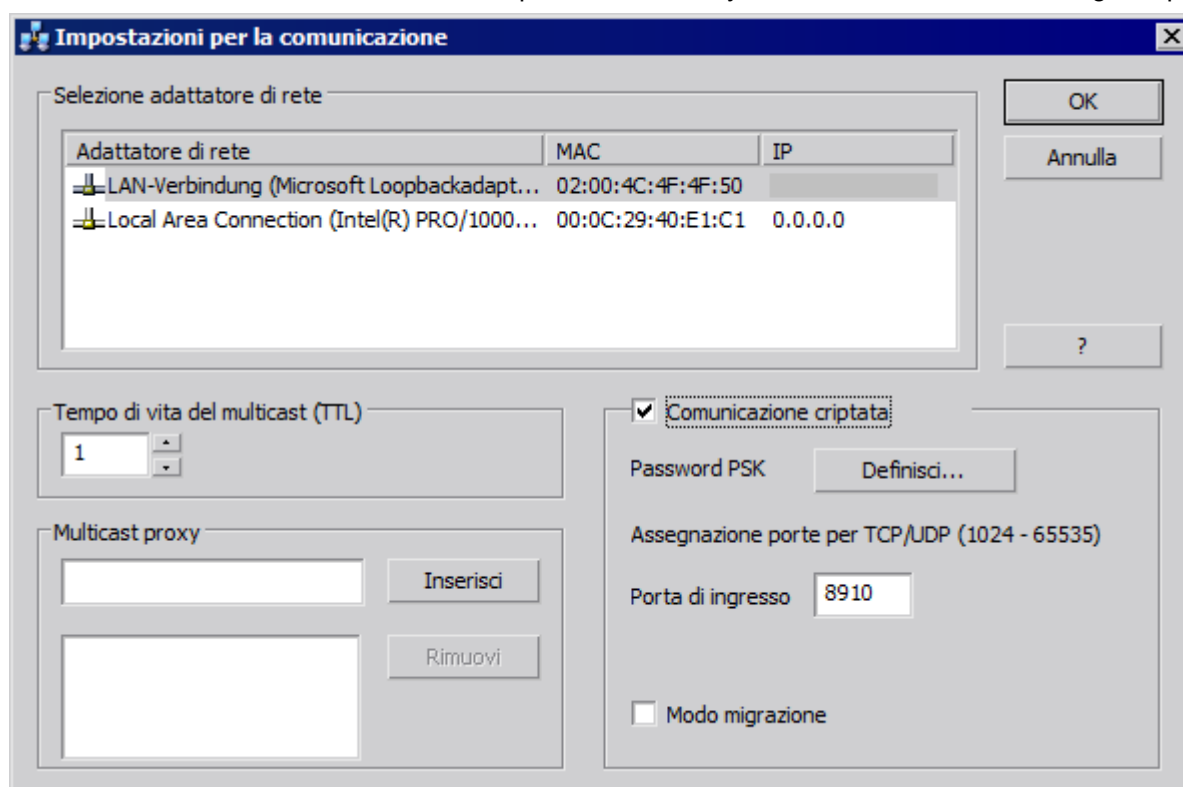 Impostazioni per la comunicazione
Selezione adattatore di rete
OK
Adattatore di rete MAC IP
Annulla
LAN-Verbindung (Microsoft Loopbackadapt... 02:00:4C:4F:4F:50
Local Area Connection (Intel(R) PRO/1000... 00:0C:29:40:E1:C1 0.0.0.0
?
Tempo di vita del multicast (TTL)
1
Comunicazione criptata
Password PSK Definisci...
Multicast proxy
Assegnazione porte per TCP/UDP (1024 - 65535)
Inserisci
Porta di ingresso 8910
Rimuovi
Modo migrazione